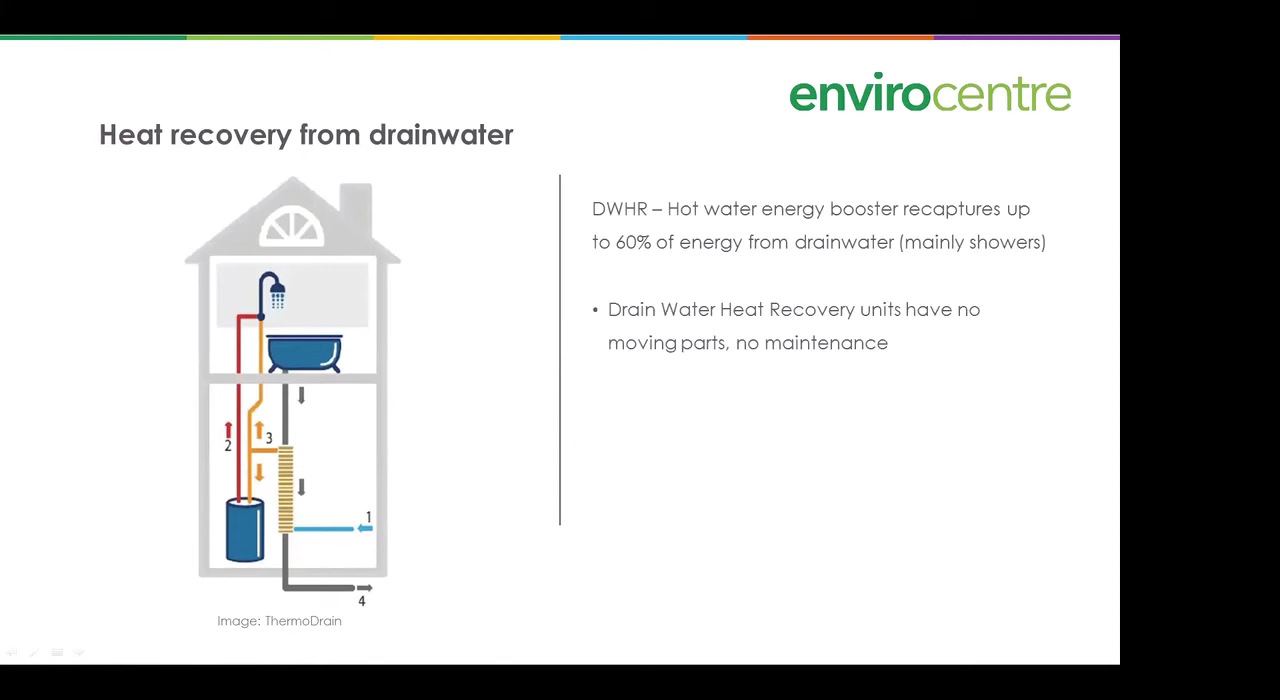 envirocentre
Heat recovery from drainwater
DWHR – Hot water energy booster recaptures up
to 60% of energy from drainwater (mainly showers)
• Drain Water Heat Recovery units have no
moving parts, no maintenance
2
3
1
4
Image: ThermoDrain